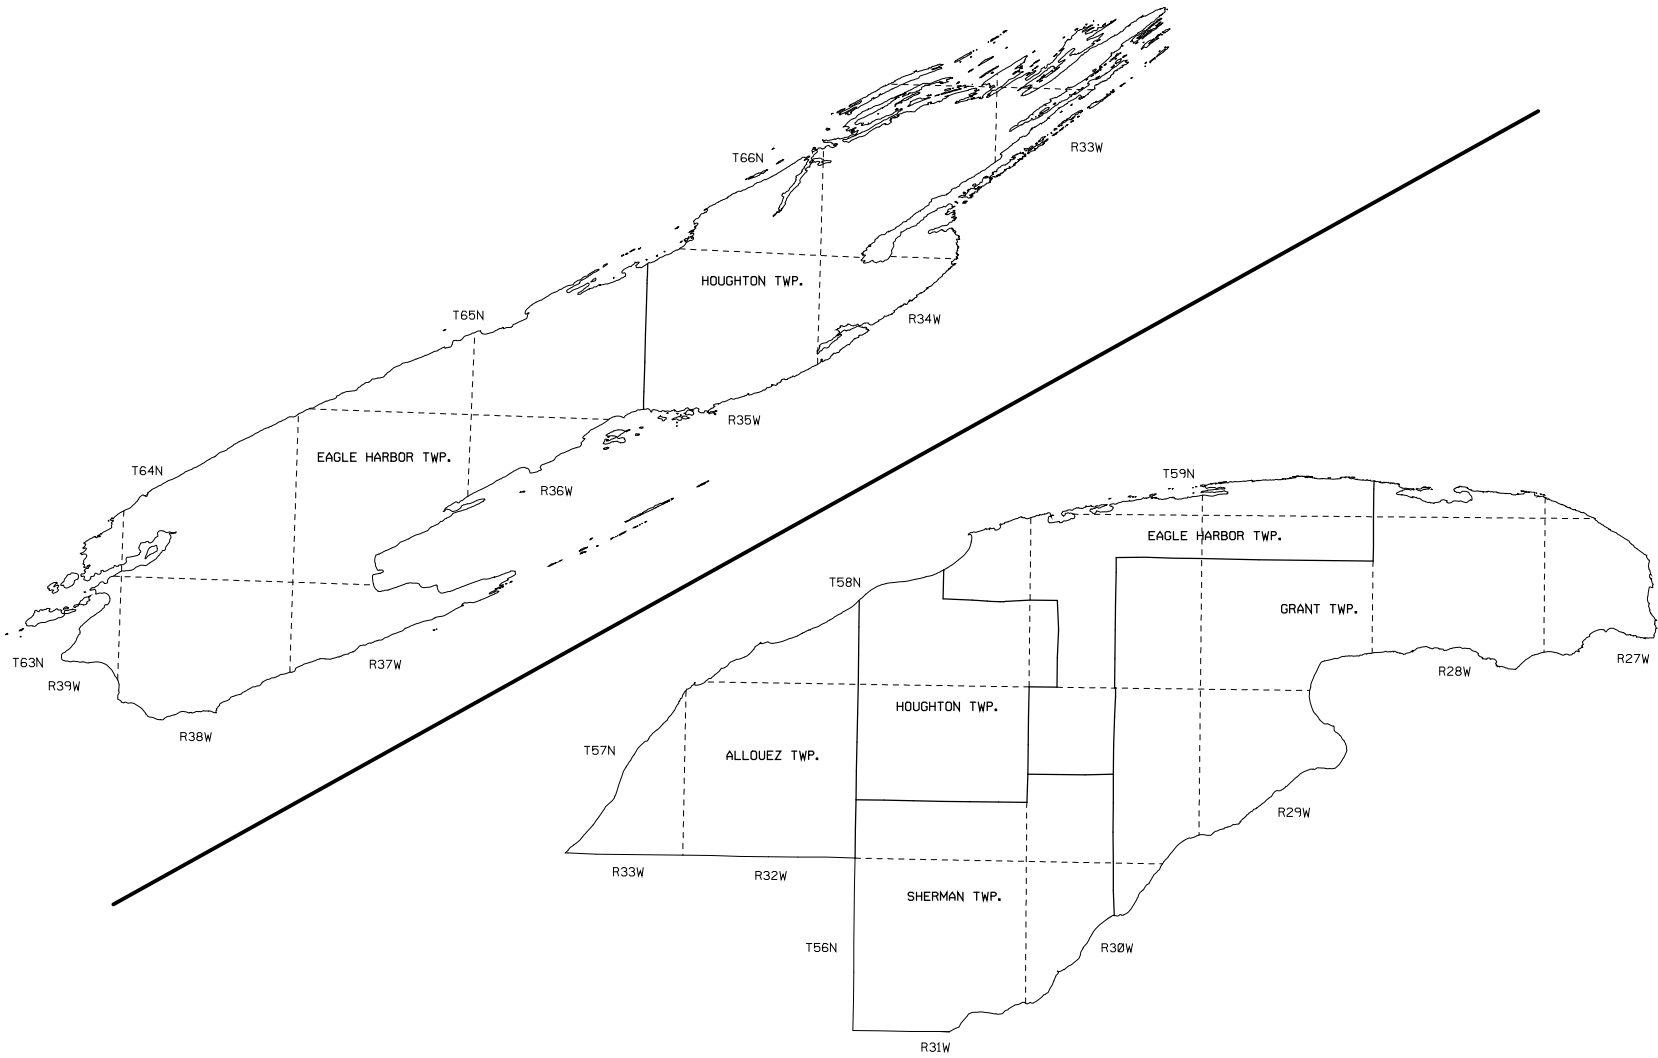 T66N
R33W
HOUGHTON TWP.
T65N
R34W
R35W
EAGLE HARBOR TWP.
T64N
R36W
T63N
R39W
R37W
R38W
T59N
EAGLE HARBOR TWP.
T58N
GRANT TWP.
R28W
R27W
HOUGHTON TWP.
T57N
ALLOUEZ TWP.
R29W
R33W
R32W
SHERMAN TWP.
T56N
R30W
R31W